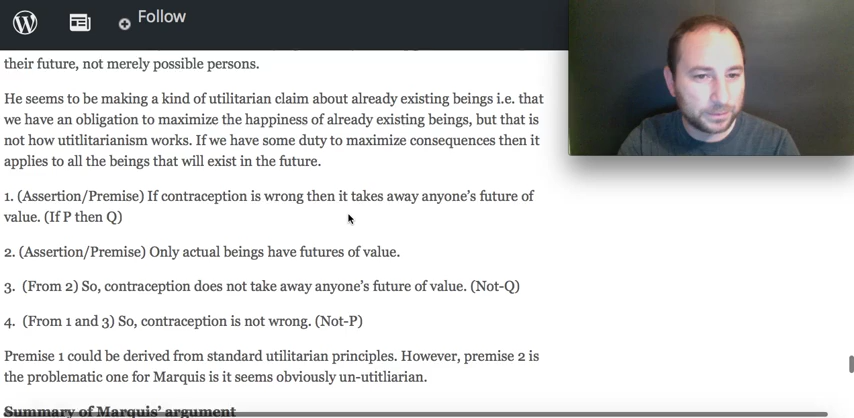 Follow
their future, not merely possible persons.
He seems to be making a kind of utilitarian claim about already existing beings i.e. that
we have an obligation to maximize the happiness of already existing beings, but that is
not how utitlitarianism works. If we have some duty to maximize consequences then it
applies to all the beings that will exist in the future.
1. (Assertion/Premise) If contraception is wrong then it takes away anyone's future of
value. (If P then Q)
2. (Assertion/Premise) Only actual beings have futures of value.
3. (From 2) So, contraception does not take away anyone's future of value. (Not-Q)
4. (From 1 and 3) So, contraception is not wrong. (Not-P)
Premise 1 could be derived from standard utilitarian principles. However, premise 2 is
the problematic one for Marquis is it seems obviously un-utitliarian.
Summary of Marquis' argument